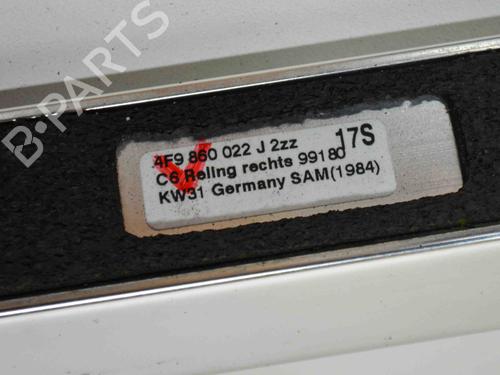 B-PARTS
4F9 860 022 J 2zz 17S
C6 Reling rechts 99180
KW31 Germany SAM(1984)